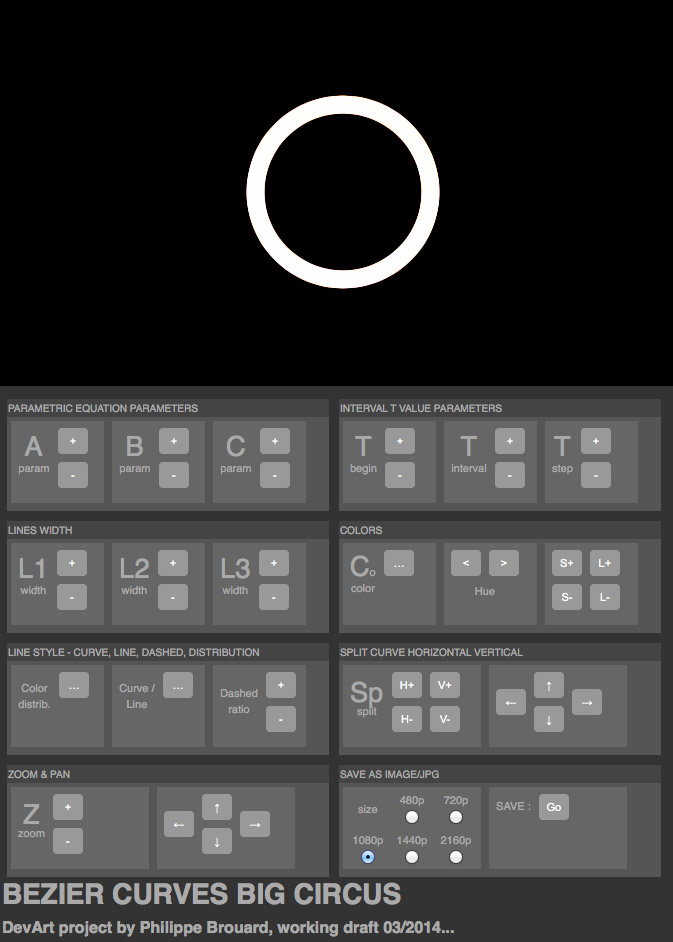 PARAMETRIC EQUATION PARAMETERS
A + B + C +
param - param - param -
INTERVAL T VALUE PARAMETERS
T + T + T +
begin - interval - step -
LINES WIDTH
L1 + L2 + L3 +
width - width - width -
COLORS
Co ... < > S+ L+
color Hue S- L-
LINE STYLE - CURVE, LINE, DASHED, DISTRIBUTION
Color ... Curve / ... Dashed +
distrib. Line ratio -
SPLIT CURVE HORIZONTAL VERTICAL
Sp H+ V+ ← ↑ →
split H- V- ↓
ZOOM & PAN
Z + ← ↑ →
zoom - ↓
SAVE AS IMAGE/JPG
size 480p 720p SAVE : Go
1080p 1440p 2160p
BEZIER CURVES BIG CIRCUS
DevArt project by Philippe Brouard, working draft 03/2014...